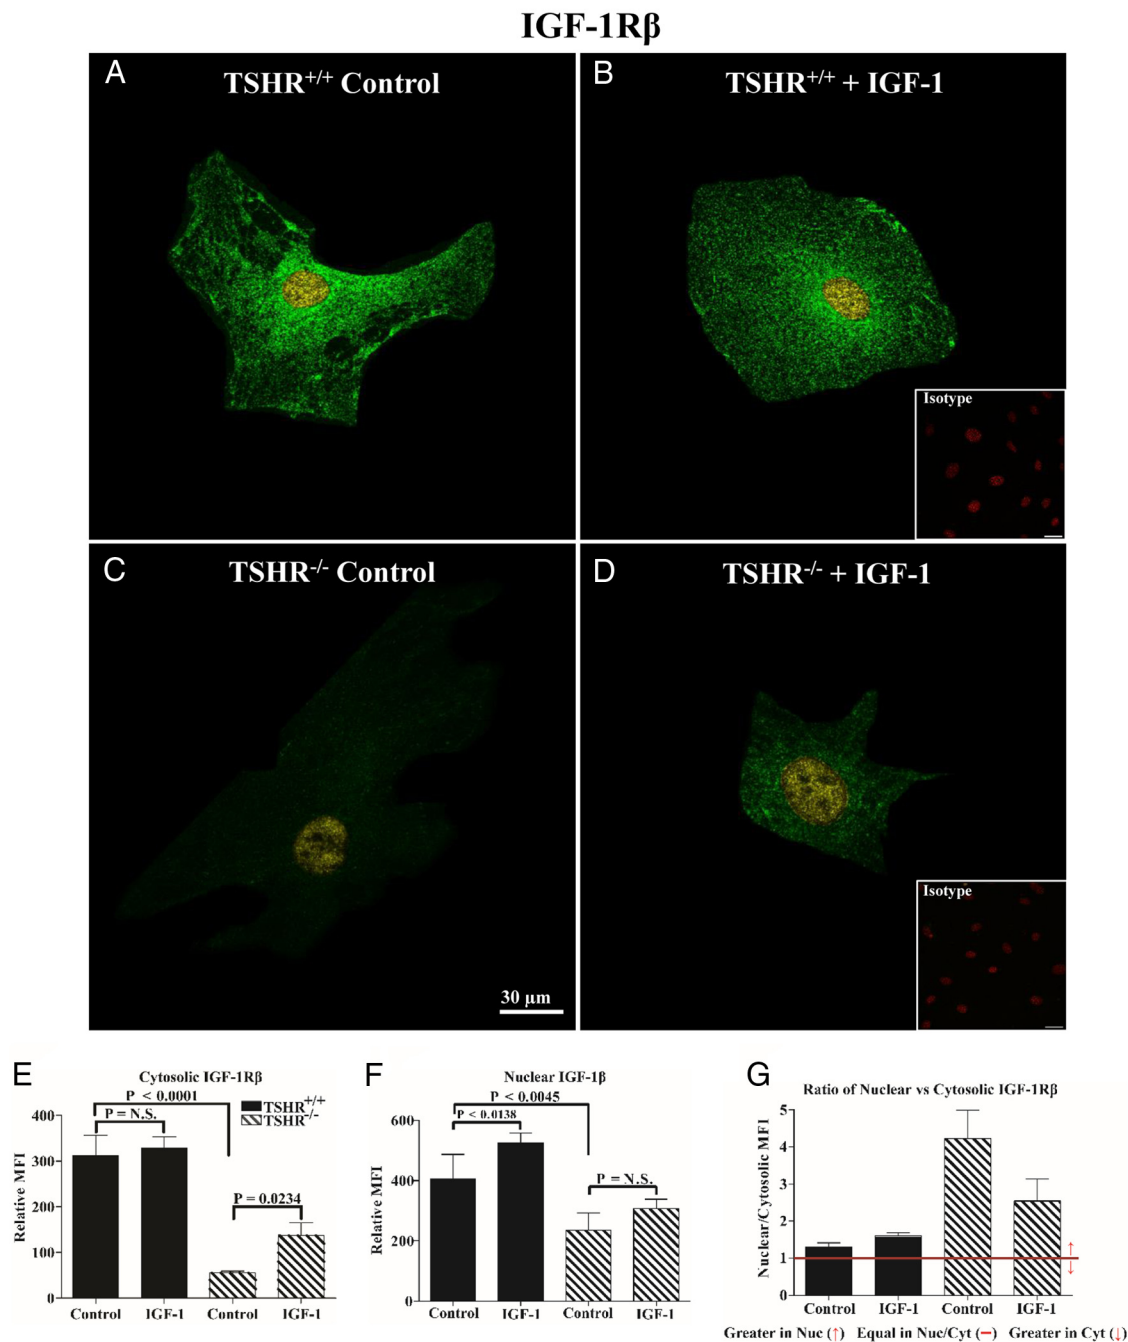 IGF-1Rβ
A
TSHR+/+ Control
B
TSHR+/+ + IGF-1
Isotype
C
TSHR-/- Control
30 µm
D
TSHR-/- + IGF-1
Isotype
E
Cytosolic IGF-1Rβ
P < 0.0001
P = N.S.
TSHR+/+
TSHR-/-
P = 0.0234
Relative MFI
400
300
200
100
0
Control
IGF-1
Control
IGF-1
F
Nuclear IGF-1β
P < 0.0045
P < 0.0138
P = N.S.
Relative MFI
600
400
200
0
Control
IGF-1
Control
IGF-1
G
Ratio of Nuclear vs Cytosolic IGF-1Rβ
Nuclear/Cytosolic MF1
5
4
3
2
1
0
↑
↓
Control
IGF-1
Control
IGF-1
Greater in Nuc (↑) Equal in Nuc/Cyt (−) Greater in Cyt (↓)